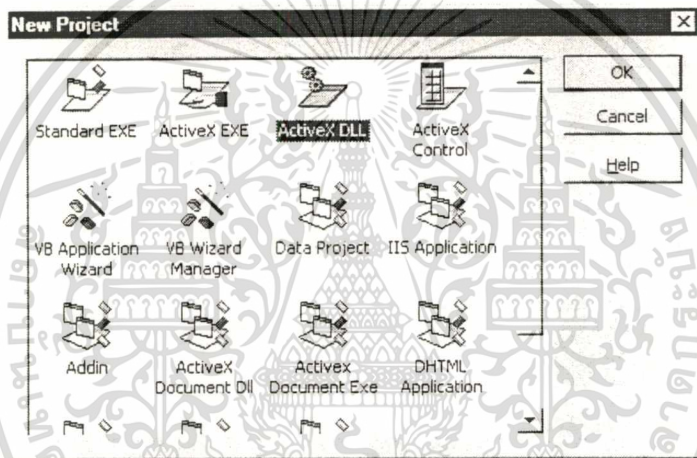 New Project
Standard EXE
ActiveX EXE
ActiveX DLL
ActiveX Control
OK
Cancel
Help
VB Application Wizard
VB Wizard Manager
Data Project
IIS Application
Addin
ActiveX Document Dll
Activex Document Exe
DHTML Application